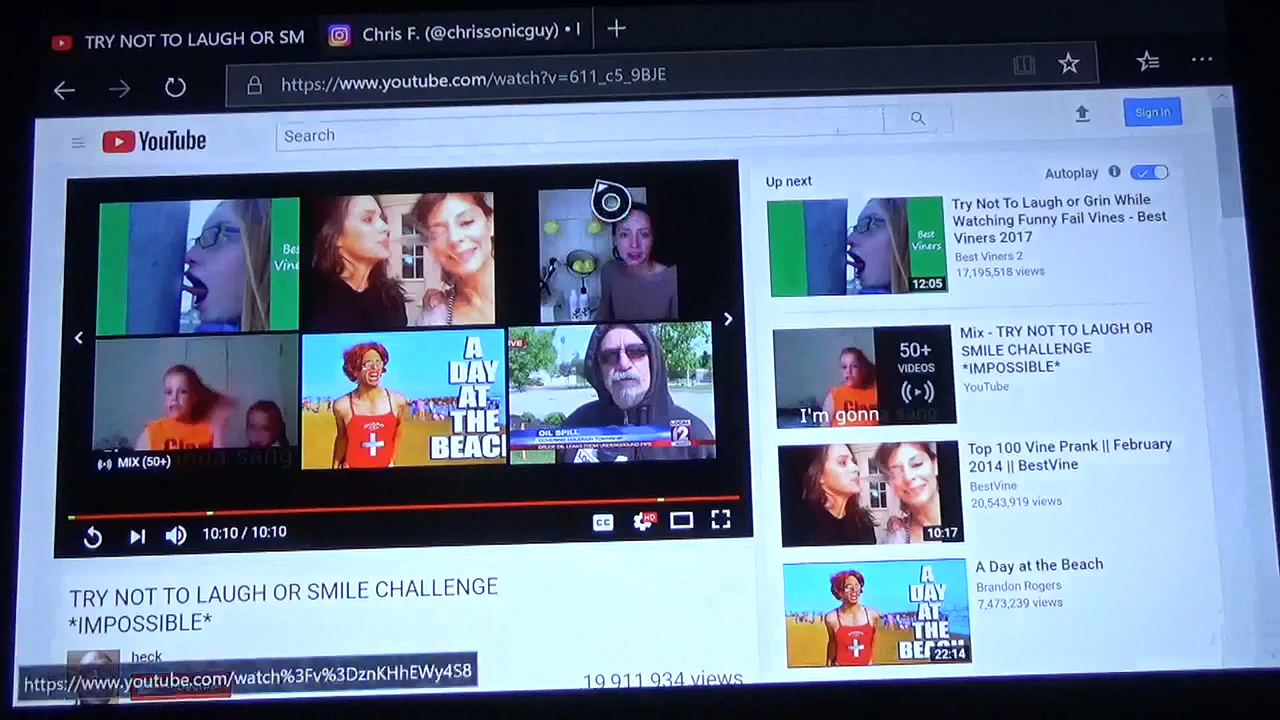 TRY NOT TO LAUGH OR SM
Chris F. (@chrissonicguy) • I
https://www.youtube.com/watch?v=611_c5_9BJE
YouTube
Search
Sign in
Best
Vine
MIX (50+)
A
DAY
AT
THE
BEAC
OIL SPILL
12
10:10 / 10:10
CC
HD
TRY NOT TO LAUGH OR SMILE CHALLENGE
*IMPOSSIBLE*
heck
19,911,934 views
https://www.youtube.com/watch%3Fv%3DznKHhEWy4S8
Up next
Autoplay
Best
Viners
12:05
Try Not To Laugh or Grin While
Watching Funny Fail Vines - Best
Viners 2017
Best Viners 2
17,195,518 views
50+
VIDEOS
I'm gonn
sang
Mix - TRY NOT TO LAUGH OR
SMILE CHALLENGE
*IMPOSSIBLE*
YouTube
10:17
Top 100 Vine Prank || February
2014 || BestVine
BestVine
20,543,919 views
A
DAY
AT
THE
BEACH
22:14
A Day at the Beach
Brandon Rogers
7,473,239 views